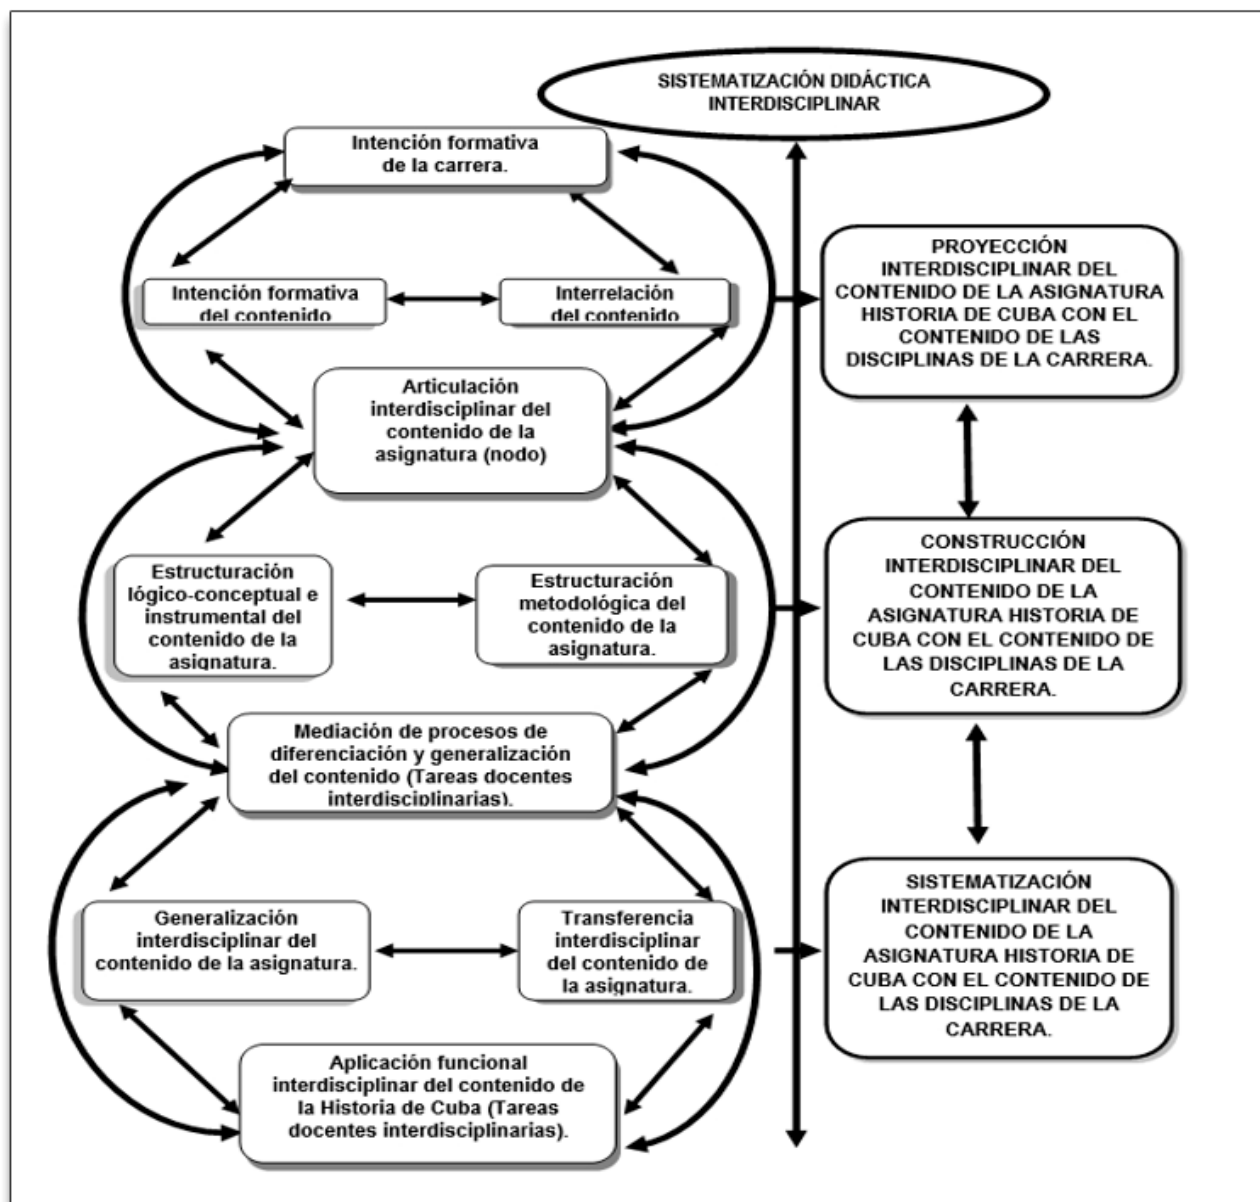 SISTEMATIZACIÓN DIDÁCTICA
INTERDISCIPLINAR
Intención formativa
de la carrera.
Intención formativa
del contenido
Interrelación
del contenido
PROYECCIÓN
INTERDISCIPLINAR DEL
CONTENIDO DE LA ASIGNATURA
HISTORIA DE CUBA CON EL
CONTENIDO DE LAS
DISCIPLINAS DE LA CARRERA.
Articulación
interdisciplinar del
contenido de la
asignatura (nodo)
Estructuración
lógico-conceptual e
instrumental del
contenido de la
asignatura.
Estructuración
metodológica del
contenido de la
asignatura.
CONSTRUCCIÓN
INTERDISCIPLINAR DEL
CONTENIDO DE LA
ASIGNATURA HISTORIA DE
CUBA CON EL CONTENIDO DE
LAS DISCIPLINAS DE LA
CARRERA.
Mediación de procesos de
diferenciación y generalización
del contenido (Tareas docentes
interdisciplinarias).
Generalización
interdisciplinar del
contenido de la asignatura.
Transferencia
interdisciplinar
del contenido de
la asignatura.
SISTEMATIZACIÓN
INTERDISCIPLINAR DEL
CONTENIDO DE LA
ASIGNATURA HISTORIA DE
CUBA CON EL CONTENIDO DE
LAS DISCIPLINAS DE LA
CARRERA.
Aplicación funcional
interdisciplinar del contenido de
la Historia de Cuba (Tareas
docentes interdisciplinarias).